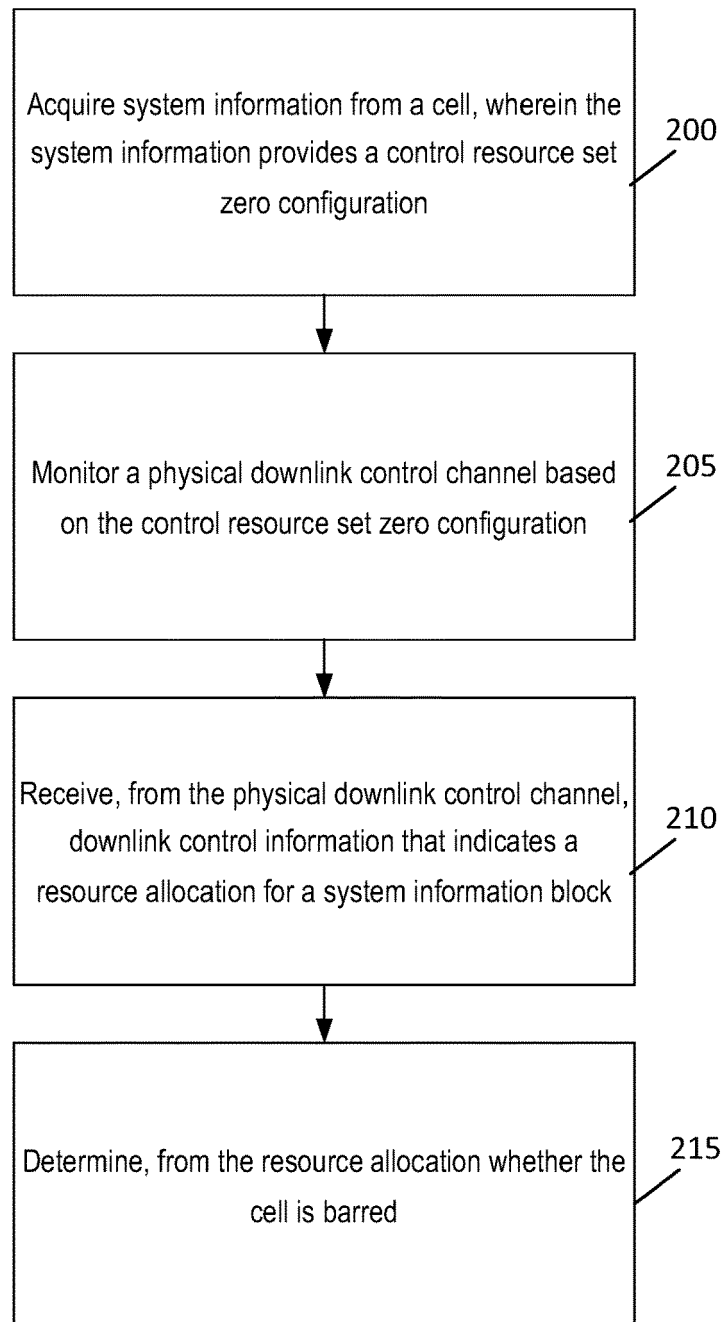 Acquire system information from a cell, wherein the
system information provides a control resource set
zero configuration
200
Monitor a physical downlink control channel based
on the control resource set zero configuration
205
Receive, from the physical downlink control channel,
downlink control information that indicates a
resource allocation for a system information block
210
Determine, from the resource allocation whether the
cell is barred
215